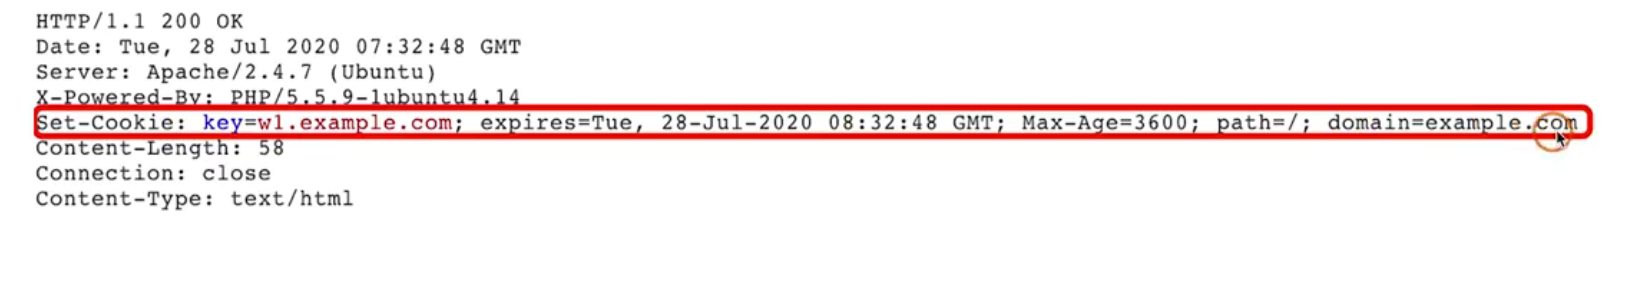 HTTP/1.1 200 OK
Date: Tue, 28 Jul 2020 07:32:48 GMT
Server: Apache/2.4.7 (Ubuntu)
X-Powered-By: PHP/5.5.9-1ubuntu4.14
Set-Cookie: key=w1.example.com; expires=Tue, 28-Jul-2020 08:32:48 GMT; Max-Age=3600; path=/; domain=example.com
Content-Length: 58
Connection: close
Content-Type: text/html